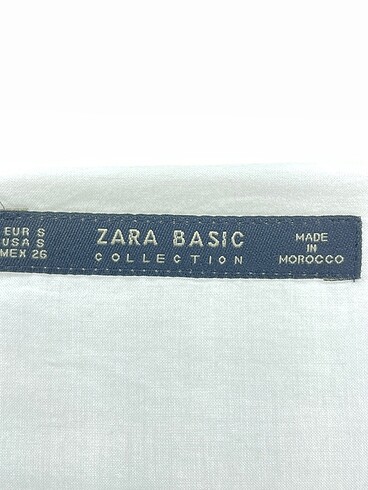 EUR S
USA S
MEX 26
ZARA BASIC
COLLECTION
MADE
IN
MOROCCO